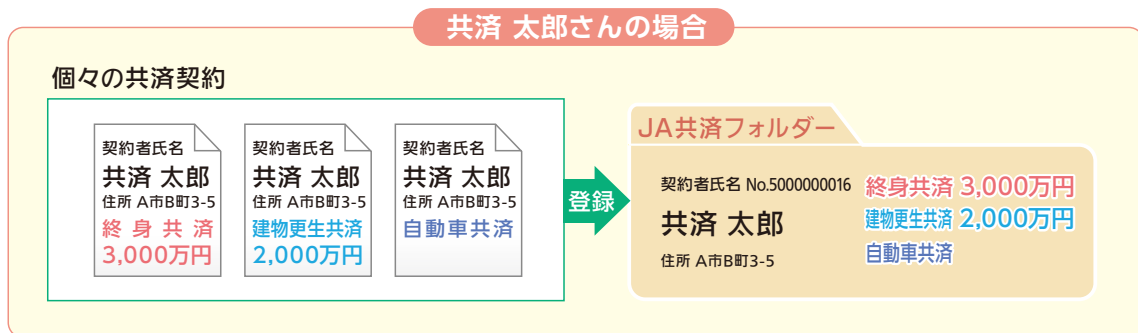 共済 太郎さんの場合
個々の共済契約
契約者氏名
共済 太郎
住所 A市B町3-5
終身共済
3,000万円
契約者氏名
共済 太郎
住所 A市B町3-5
建物更生共済
2,000万円
契約者氏名
共済 太郎
住所 A市B町3-5
自動車共済
登録
JA共済フォルダー
契約者氏名 No.5000000016
共済 太郎
住所 A市B町3-5
終身共済 3,000万円
建物更生共済 2,000万円
自動車共済